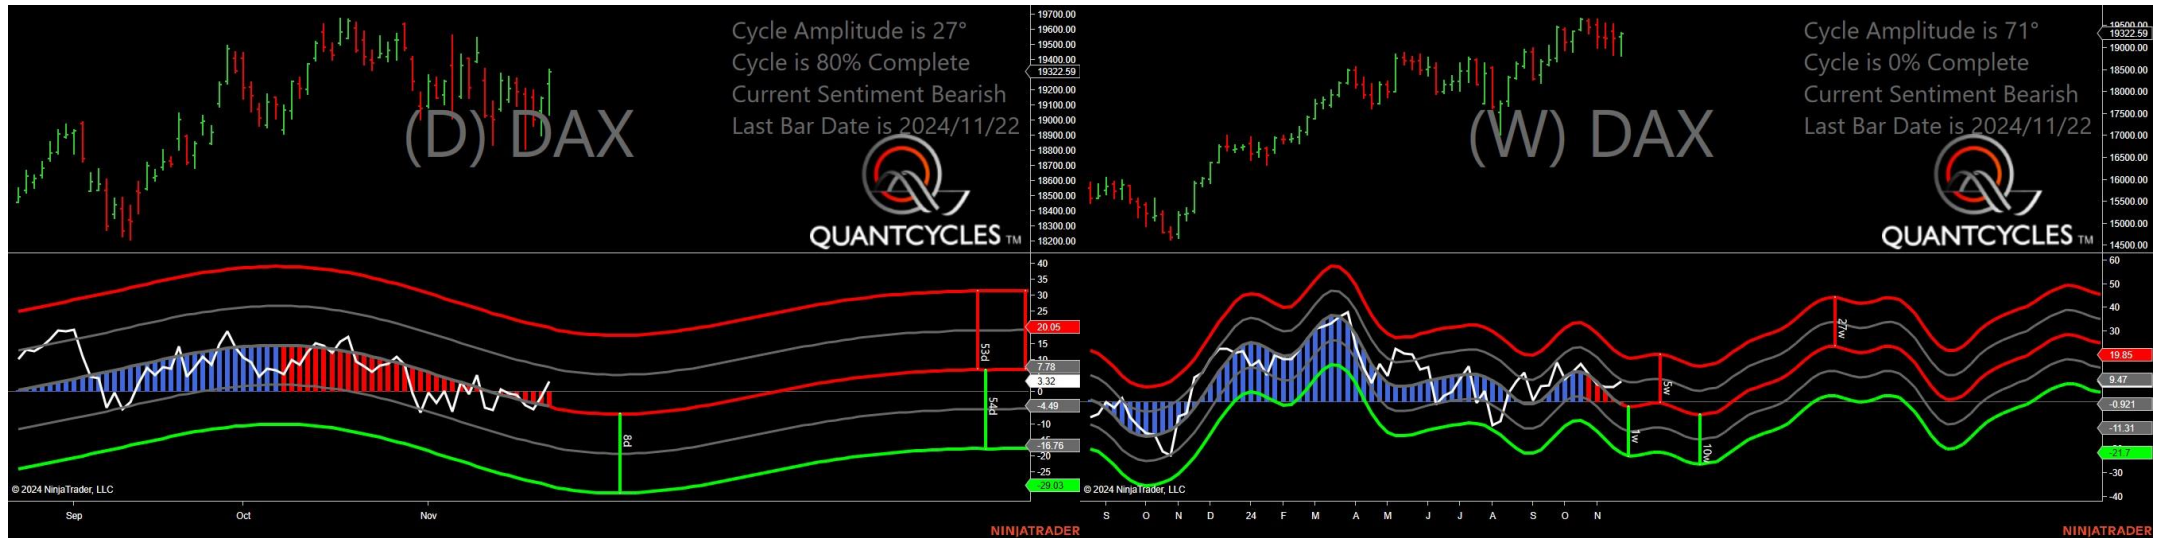 Cycle Amplitude is 27°
Cycle is 80% Complete
Current Sentiment Bearish
Last Bar Date is 2024/11/22
(D) DAX
QUANTCYCLES TM
19700.00
19600.00
19500.00
19400.00
19322.59
19200.00
19100.00
19000.00
18900.00
18800.00
18700.00
18600.00
18500.00
18400.00
18300.00
18200.00
40
35
30
25
20.05
15
10
7.78
3.32
0
-4.49
-10
-16.76
-20
-25
-29.03
53d
54d
8d
© 2024 NinjaTrader, LLC
Sep Oct Nov
NINJATRADER
Cycle Amplitude is 71°
Cycle is 0% Complete
Current Sentiment Bearish
Last Bar Date is 2024/11/22
(W) DAX
QUANTCYCLES TM
19500.00
19322.59
19000.00
18500.00
18000.00
17500.00
17000.00
16500.00
16000.00
15500.00
15000.00
14500.00
60
50
40
30
19.85
9.47
-0.921
-11.31
-21.7
-30
-40
27w
5w
1w
10w
© 2024 NinjaTrader, LLC
S O N D 24 F M A M J J A S O N
NINJATRADER